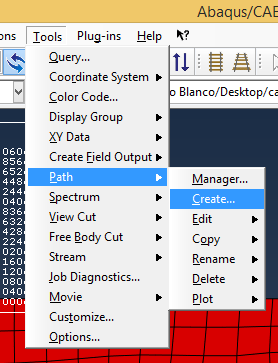 Abaqus/CAE
ons Tools Plug-ins Help
Query...
Coordinate System
Color Code...
o Blanco/Desktop/ca
Display Group
XY Data
Create Field Output
Path
Manager...
Spectrum
Create...
View Cut
Edit
Free Body Cut
Copy
Stream
Rename
Job Diagnostics...
Delete
Movie
Plot
Customize...
Options...